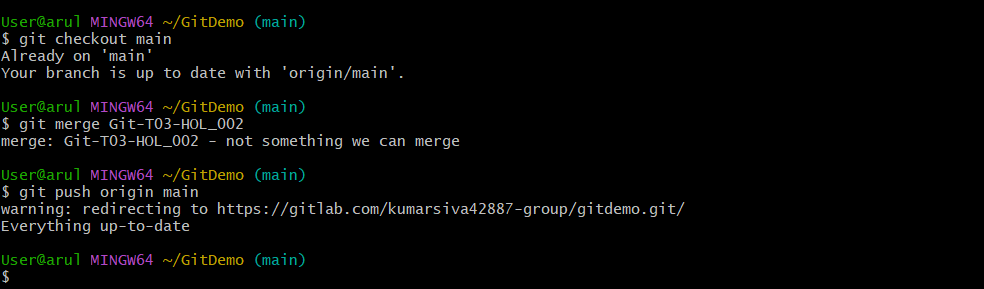 User@arul MINGW64 ~/GitDemo (main)
$ git checkout main
Already on 'main'
Your branch is up to date with 'origin/main'.
User@arul MINGW64 ~/GitDemo (main)
$ git merge Git-T03-HOL_002
merge: Git-T03-HOL_002 - not something we can merge
User@arul MINGW64 ~/GitDemo (main)
$ git push origin main
warning: redirecting to https://gitlab.com/kumarsiva42887-group/gitdemo.git/
Everything up-to-date
User@arul MINGW64 ~/GitDemo (main)
$